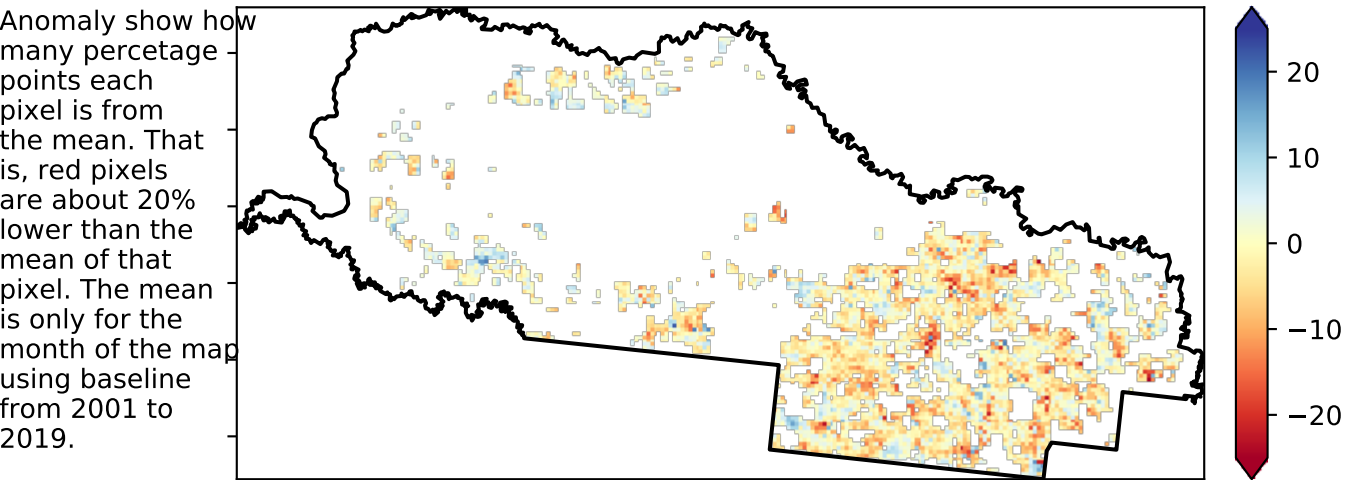 Anomaly show how
many percetage
points each
pixel is from
the mean. That
is, red pixels
are about 20%
lower than the
mean of that
pixel. The mean
is only for the
month of the map
using baseline
from 2001 to
2019.
20
10
0
−10
−20